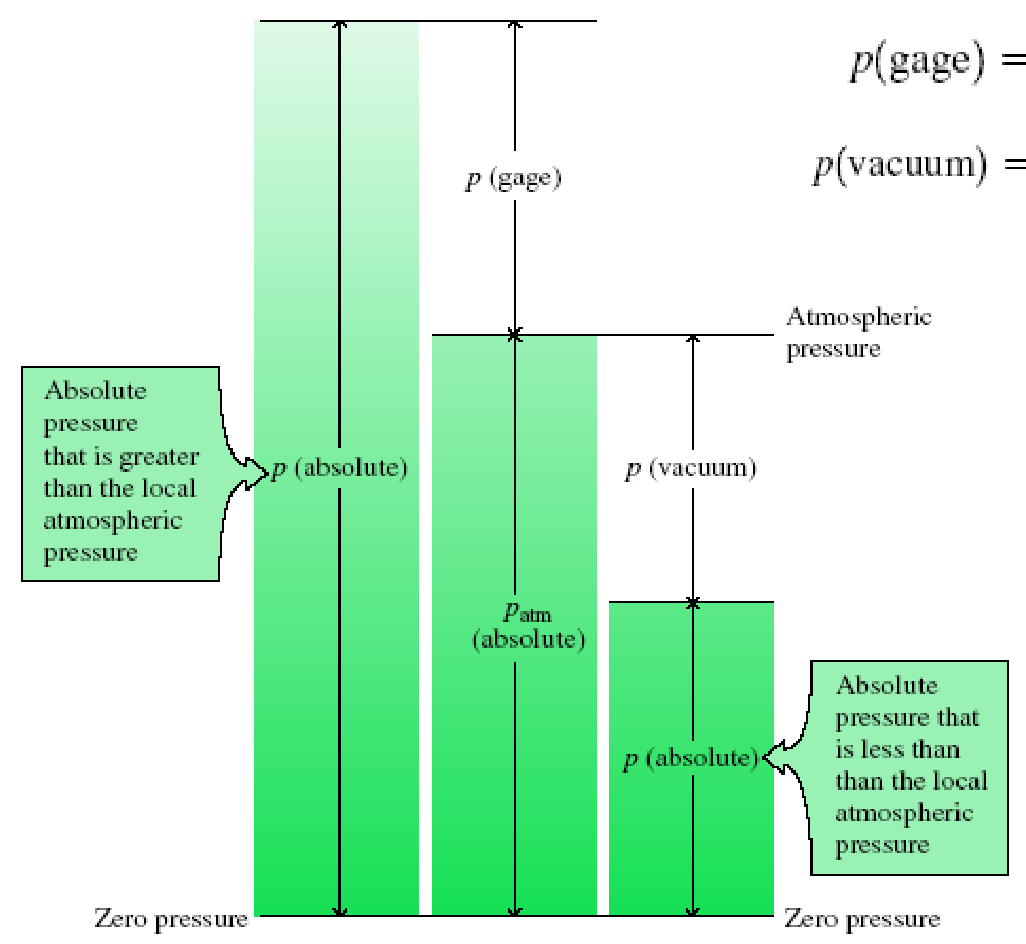 p(gage) =
p(vacuum) =
p (gage)
Atmospheric
pressure
Absolute
pressure
that is greater
than the local
atmospheric
pressure
p (absolute)
p (vacuum)
patm
(absolute)
p (absolute)
Absolute
pressure that
is less than
than the local
atmospheric
pressure
Zero pressure
Zero pressure